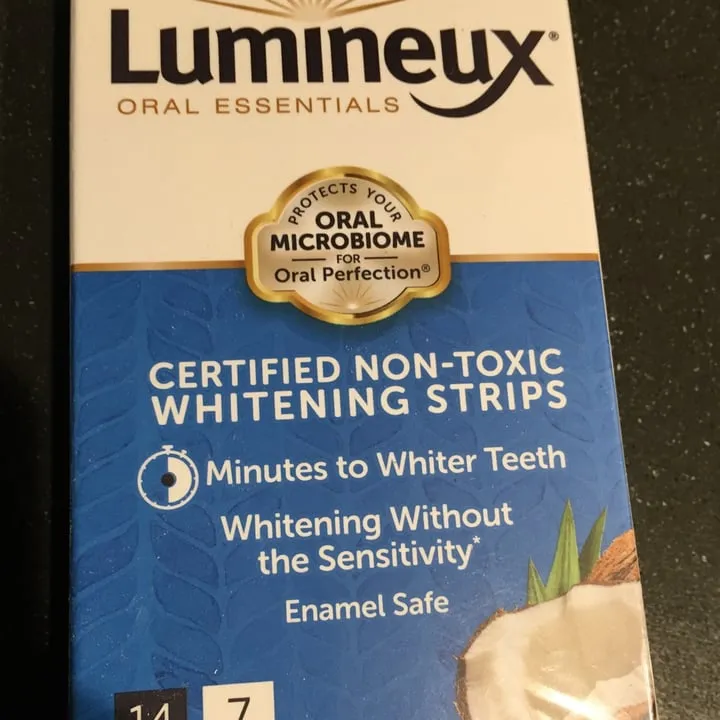 Lumineux®
ORAL ESSENTIALS
PROTECTS YOUR
ORAL
MICROBIOME
FOR
Oral Perfection®
CERTIFIED NON-TOXIC
WHITENING STRIPS
Minutes to Whiter Teeth
Whitening Without
the Sensitivity*
Enamel Safe
14 7